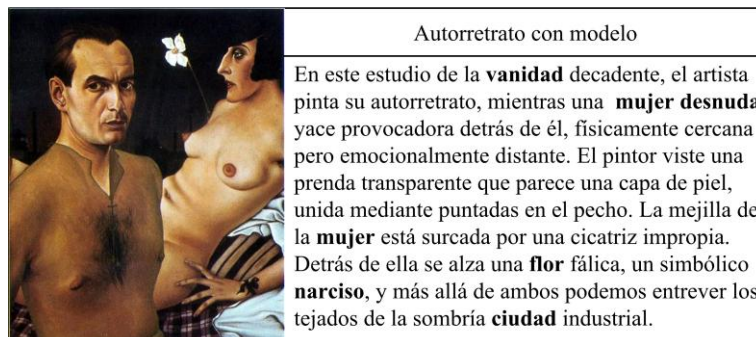 Autorretrato con modelo
En este estudio de la vanidad decadente, el artista
pinta su autorretrato, mientras una mujer desnuda
yace provocadora detrás de él, físicamente cercana
pero emocionalmente distante. El pintor viste una
prenda transparente que parece una capa de piel,
unida mediante puntadas en el pecho. La mejilla de
la mujer está surcada por una cicatriz impropia.
Detrás de ella se alza una flor fálica, un simbólico
narciso, y más allá de ambos podemos entrever los
tejados de la sombría ciudad industrial.